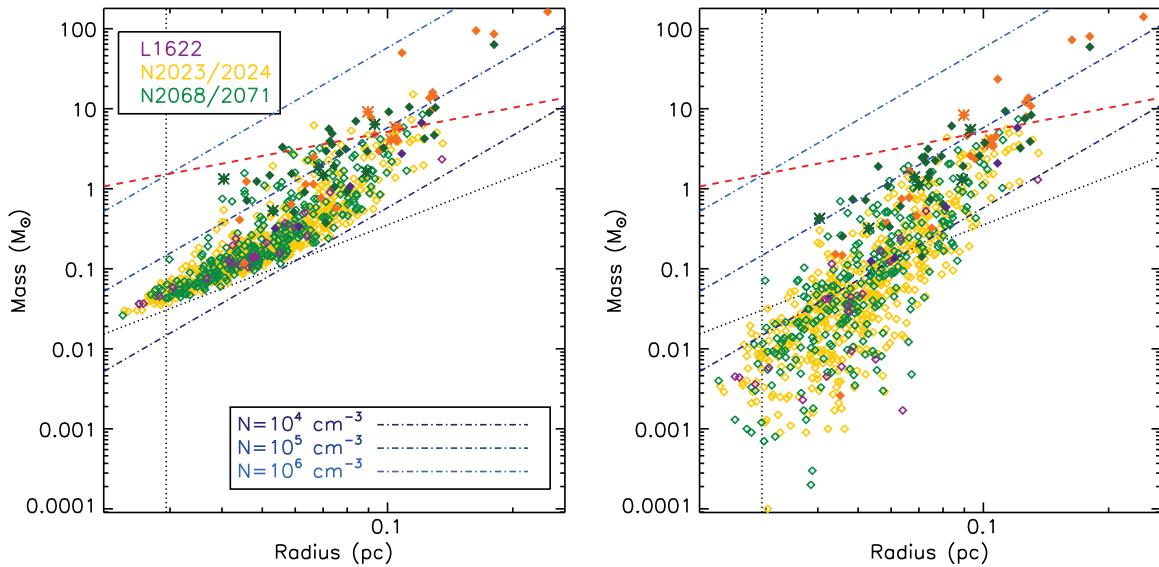 100
10
1
0.1
0.01
0.001
0.0001
Mass (M⊙)
L1622
N2023/2024
N2068/2071
N=10⁴ cm⁻³
N=10⁵ cm⁻³
N=10⁶ cm⁻³
0.1
Radius (pc)
100
10
1
0.1
0.01
0.001
0.0001
Mass (M⊙)
0.1
Radius (pc)